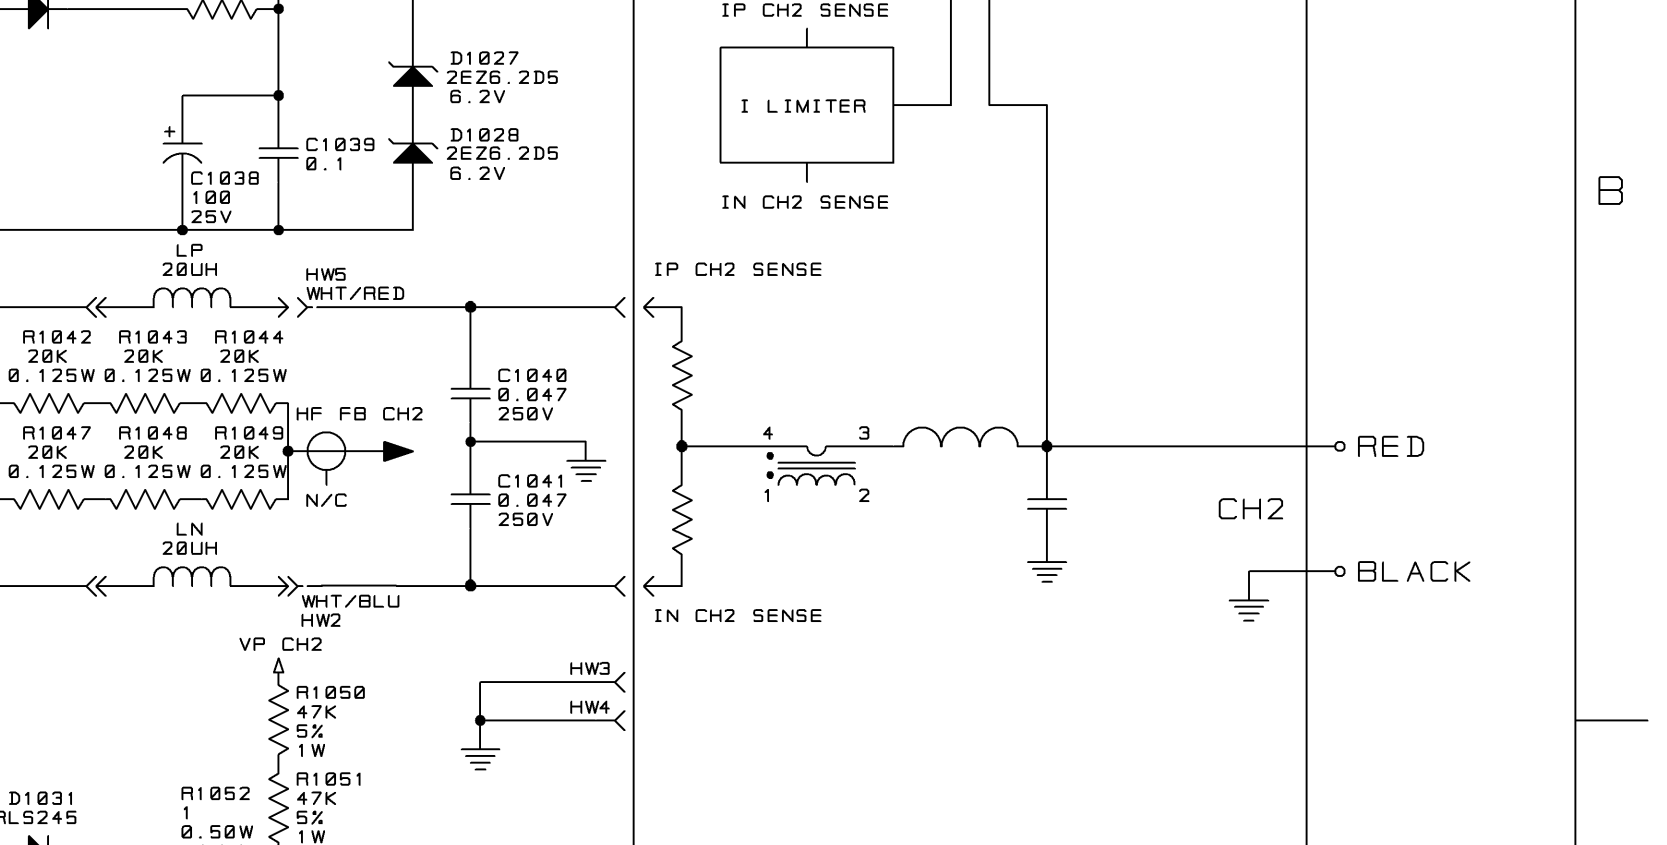 IP CH2 SENSE
I LIMITER
IN CH2 SENSE
D1027
2EZ6.2D5
6.2V
D1028
2EZ6.2D5
6.2V
+
C1039
0.1
C1038
100
25V
B
LP
20UH
HW5
WHT/RED
IP CH2 SENSE
R1042 R1043 R1044
20K 20K 20K
0.125W 0.125W 0.125W
C1040
0.047
250V
HF FB CH2
R1047 R1048 R1049
20K 20K 20K
0.125W 0.125W 0.125W
N/C
C1041
0.047
250V
4 3
1 2
RED
CH2
BLACK
LN
20UH
WHT/BLU
HW2
IN CH2 SENSE
VP CH2
HW3
HW4
R1050
47K
5%
1W
R1051
47K
5%
1W
R1052
1
0.50W
D1031
RLS245